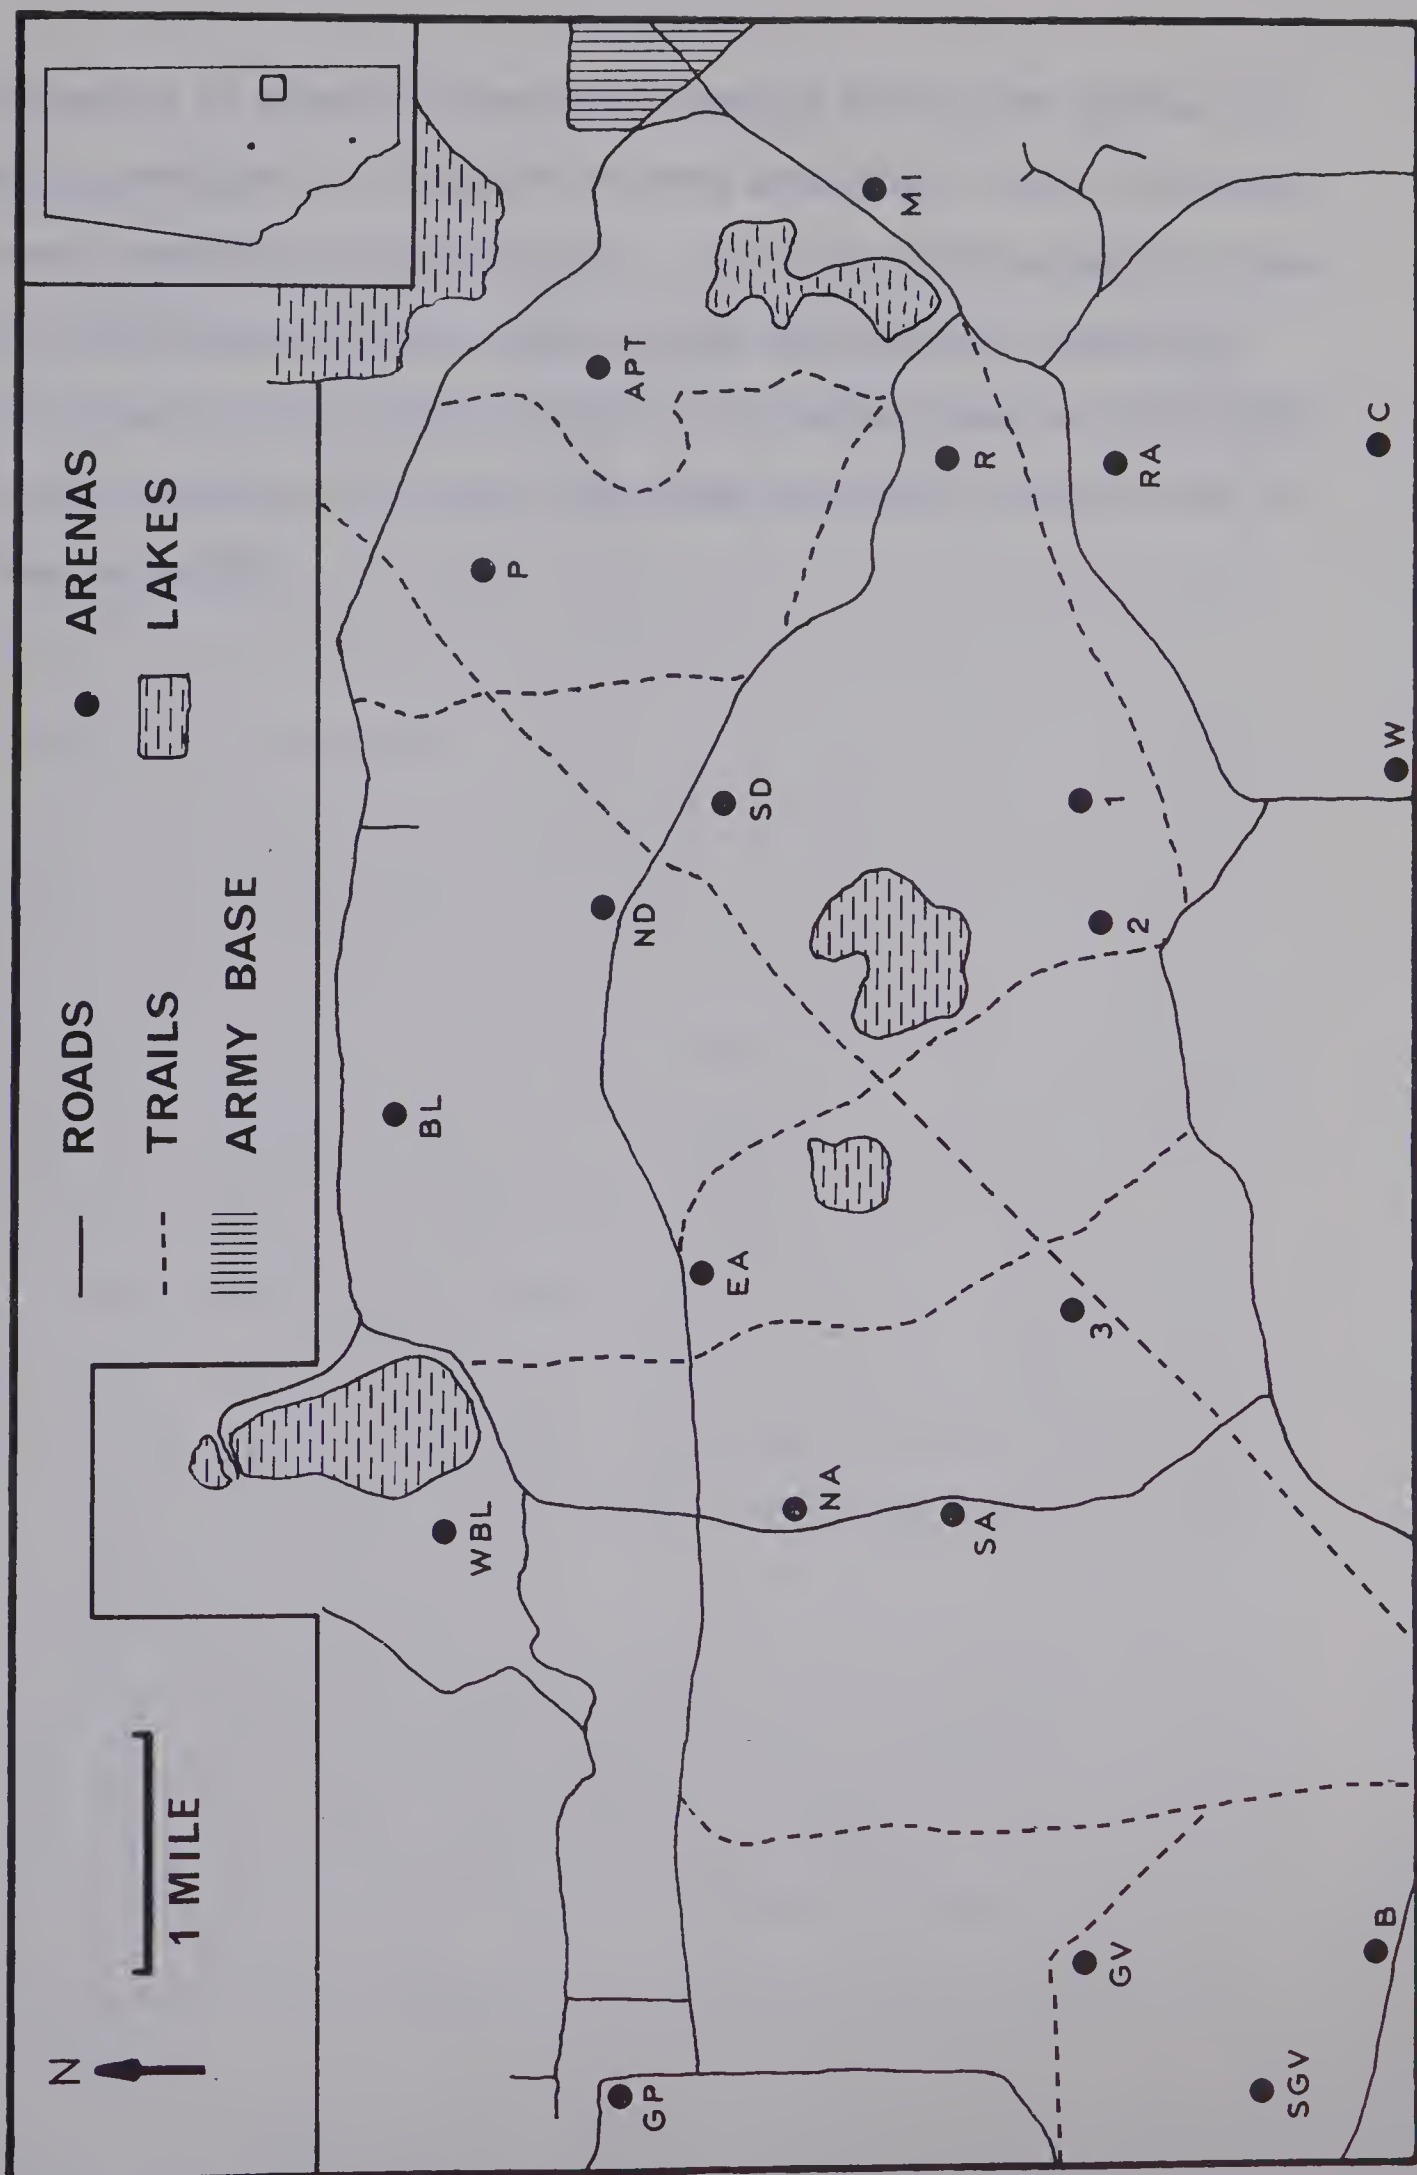 N
1 MILE
ROADS
TRAILS
ARMY BASE
ARENAS
LAKES
WBL
BL
P
APT
MI
GP
ND
SD
EA
NA
SA
R
RA
C
1
2
3
W
GV
SGV
B